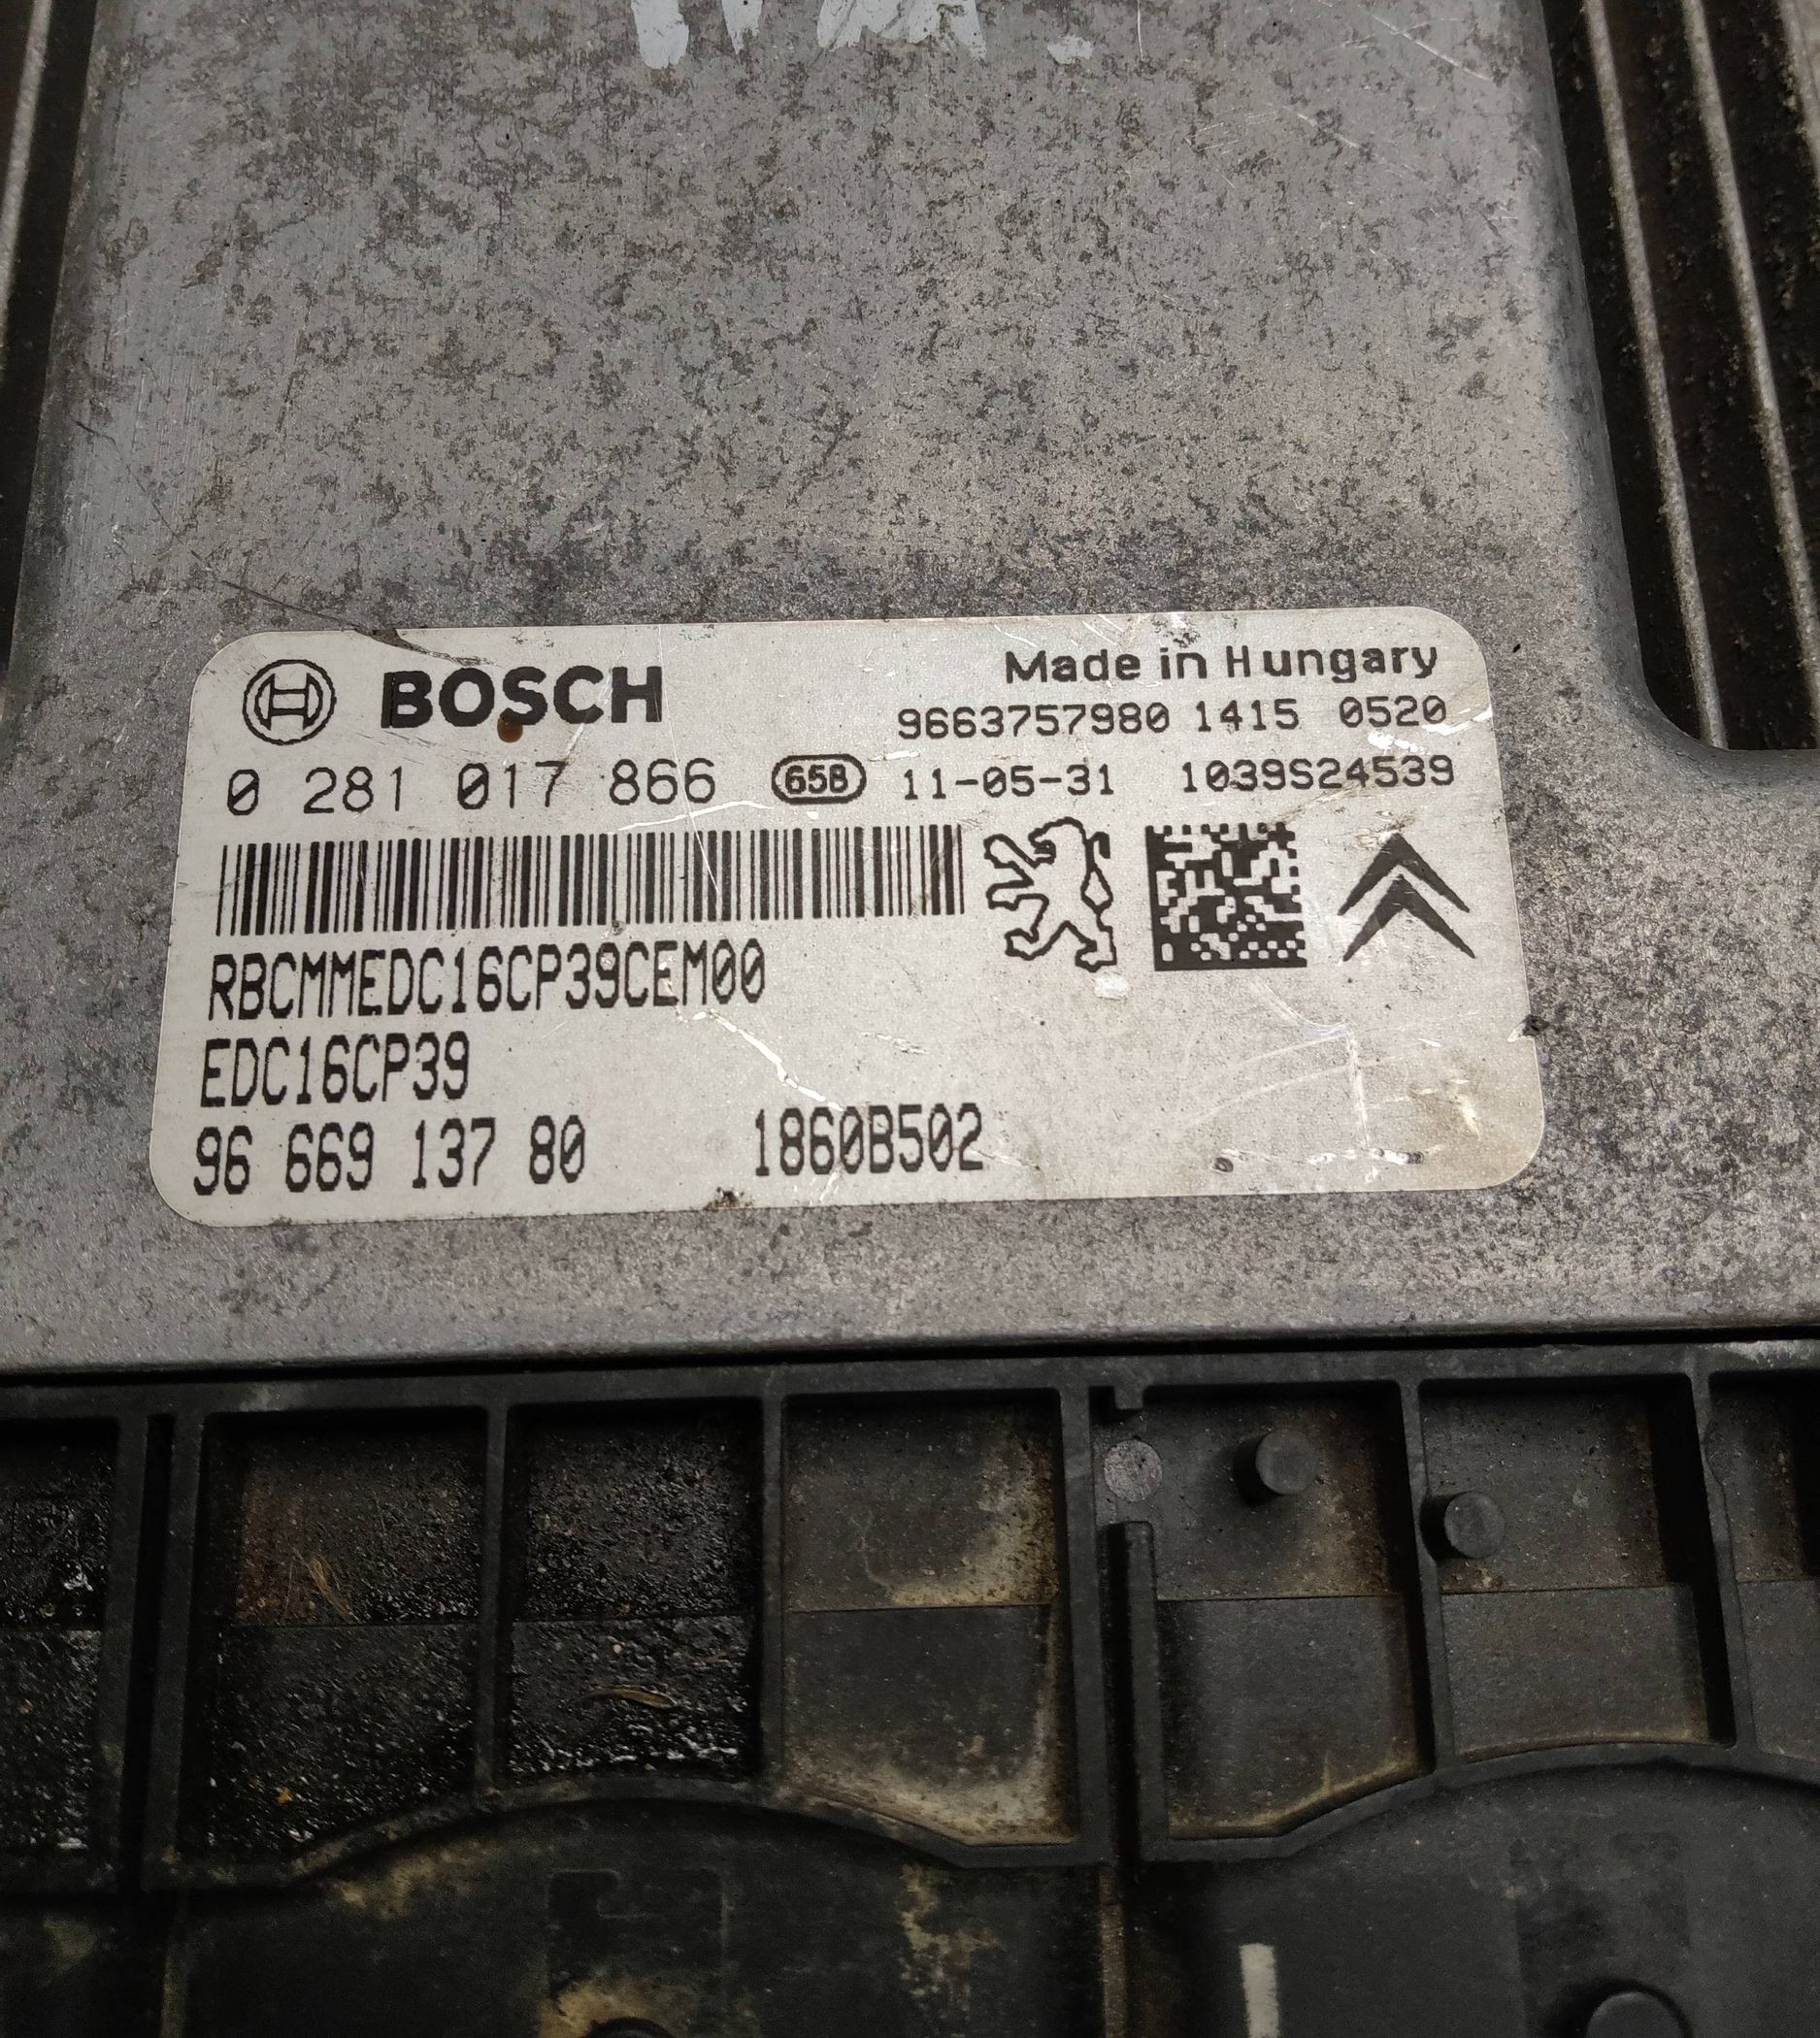 BOSCH
Made in Hungary
9663757980 1415 0520
0 281 017 866 65B 11-05-31 1039S24539
RBCMMEDC16CP39CEM00
EDC16CP39
96 669 137 80 1860B502